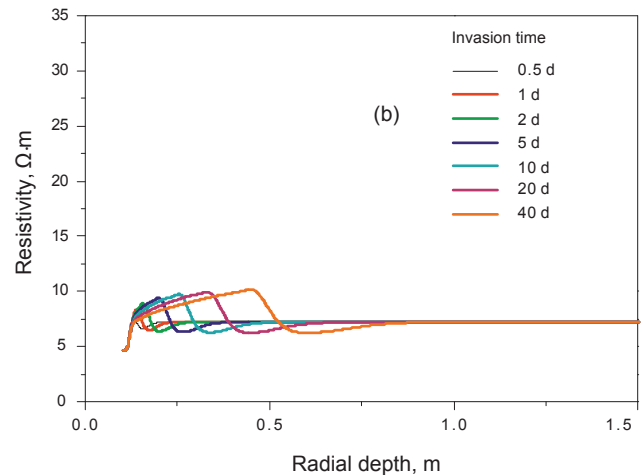 35
30
25
20
15
10
5
0
Resistivity, Ω·m
Invasion time
0.5 d
1 d
2 d
5 d
10 d
20 d
40 d
(b)
0.0
0.5
1.0
1.5
Radial depth, m